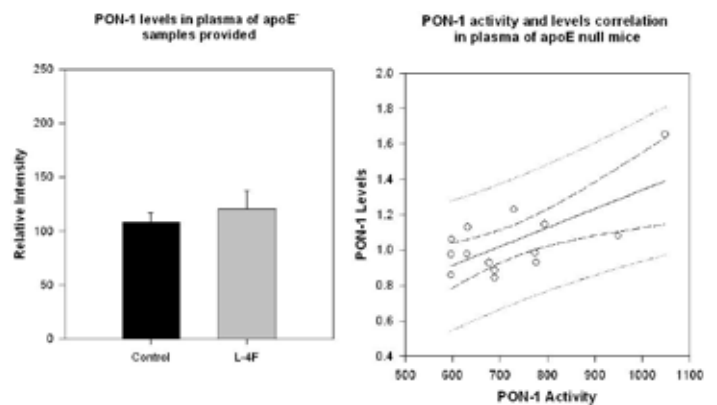 PON-1 levels in plasma of apoE-
samples provided
250
200
150
100
50
0
Relative Intensity
Control
L-4F
PON-1 activity and levels correlation
in plasma of apoE null mice
2.0
1.8
1.6
1.4
1.2
1.0
0.8
0.6
0.4
PON-1 Levels
500
600
700
800
900
1000
1100
PON-1 Activity